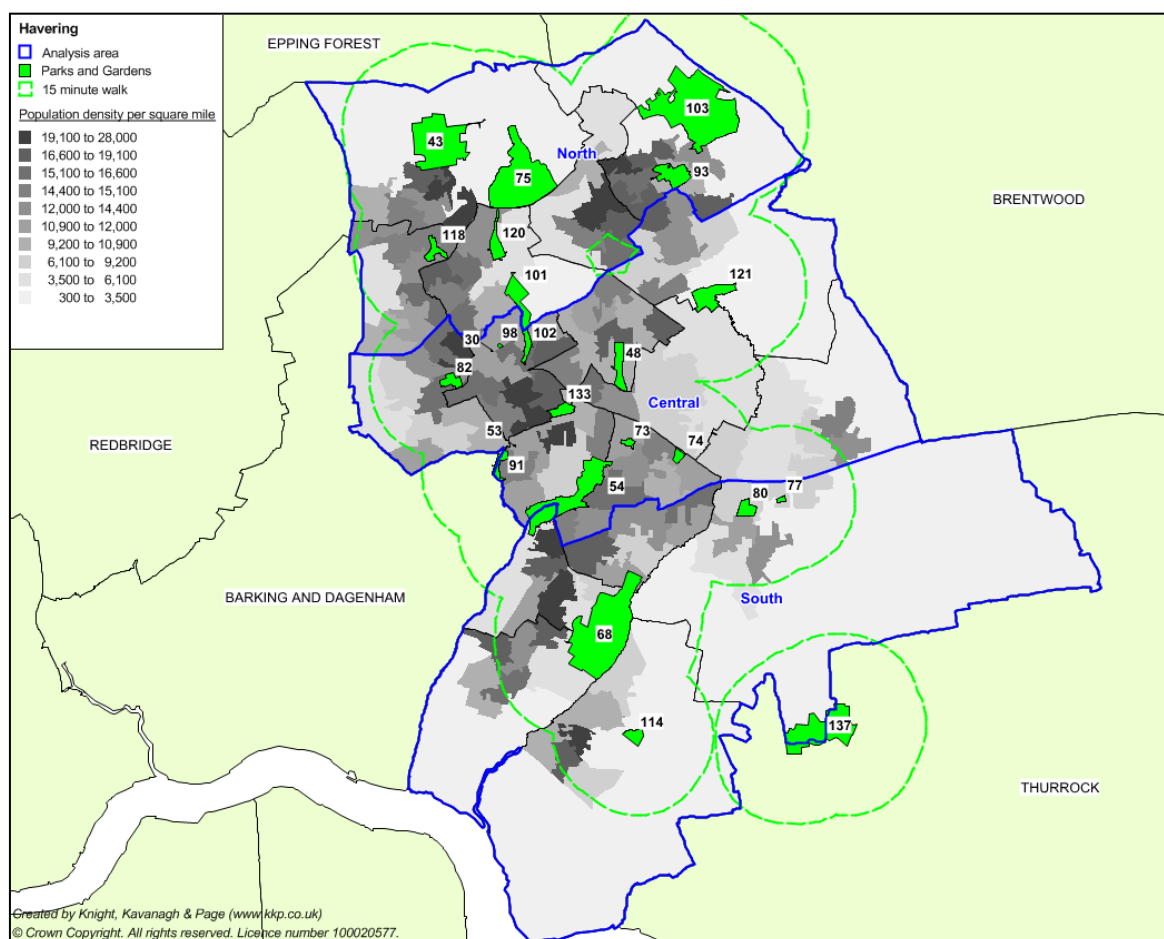 Havering
Analysis area
Parks and Gardens
15 minute walk
Population density per square mile
19,100 to 28,000
16,600 to 19,100
15,100 to 16,600
14,400 to 15,100
12,000 to 14,400
10,900 to 12,000
9,200 to 10,900
6,100 to 9,200
3,500 to 6,100
300 to 3,500
EPPING FOREST
103
43
North
93
75
BRENTWOOD
118
120
101
121
30
98
102
48
82
133
Central
REDBRIDGE
53
73
74
91
54
80
77
BARKING AND DAGENHAM
South
68
114
137
THURROCK
Created by Knight, Kavanagh & Page (www.kkp.co.uk)
© Crown Copyright. All rights reserved. Licence number 100020577.